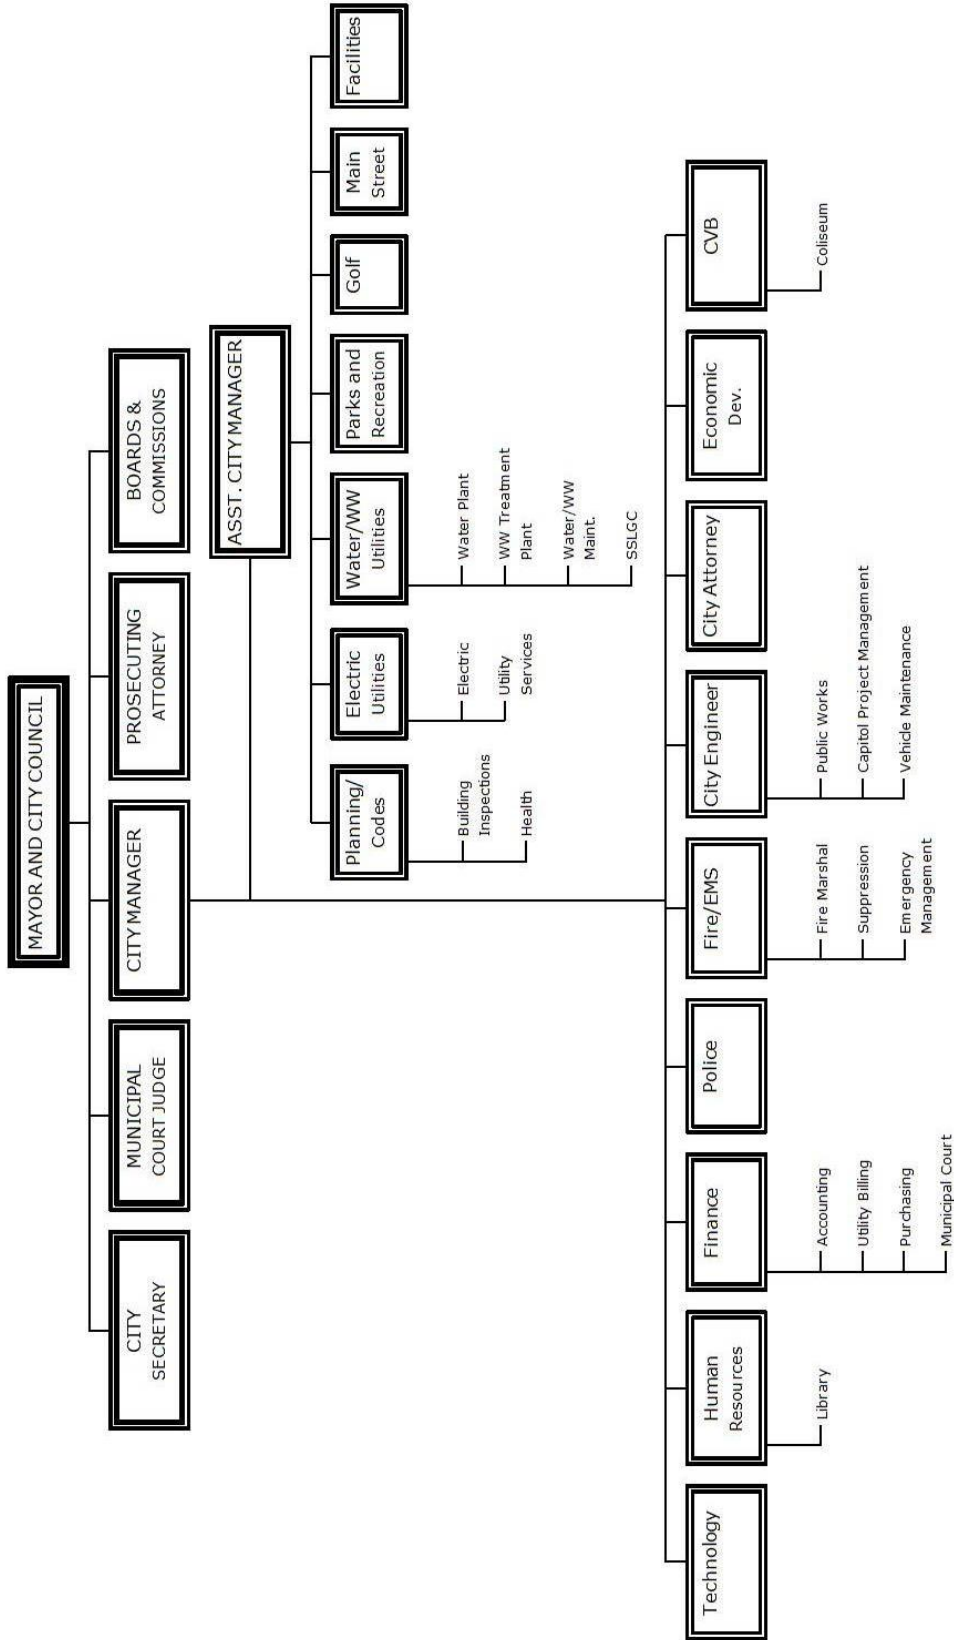 MAYOR AND CITY COUNCIL
CITY
SECRETARY
MUNICIPAL
COURT JUDGE
CITY MANAGER
PROSECUTING
ATTORNEY
BOARDS &
COMMISSIONS
ASST. CITY MANAGER
Planning/
Codes
Building
Inspections
Health
Electric
Utilities
Electric
Utility
Services
Water/WW
Utilities
Water Plant
WW Treatment
Plant
Water/WW
Maint.
SSLGC
Parks and
Recreation
Golf
Main
Street
Facilities
Technology
Human
Resources
Library
Finance
Accounting
Utility Billing
Purchasing
Municipal Court
Police
Fire/EMS
Fire Marshal
Suppression
Emergency
Management
City Engineer
Public Works
Capitol Project Management
Vehicle Maintenance
City Attorney
Economic
Dev.
CVB
Coliseum